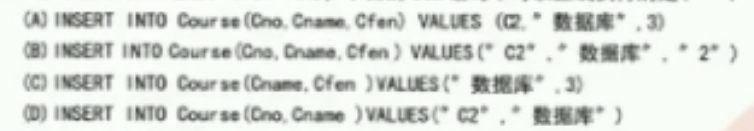 (A) INSERT INTO Course(Cno, Cname, Cfen) VALUES (C2, "数据库", 3)
(B) INSERT INTO Course(Cno, Cname, Cfen) VALUES("C2", "数据库", "2")
(C) INSERT INTO Course(Cname, Cfen )VALUES("数据库", 3)
(D) INSERT INTO Course(Cno, Cname )VALUES("C2", "数据库")